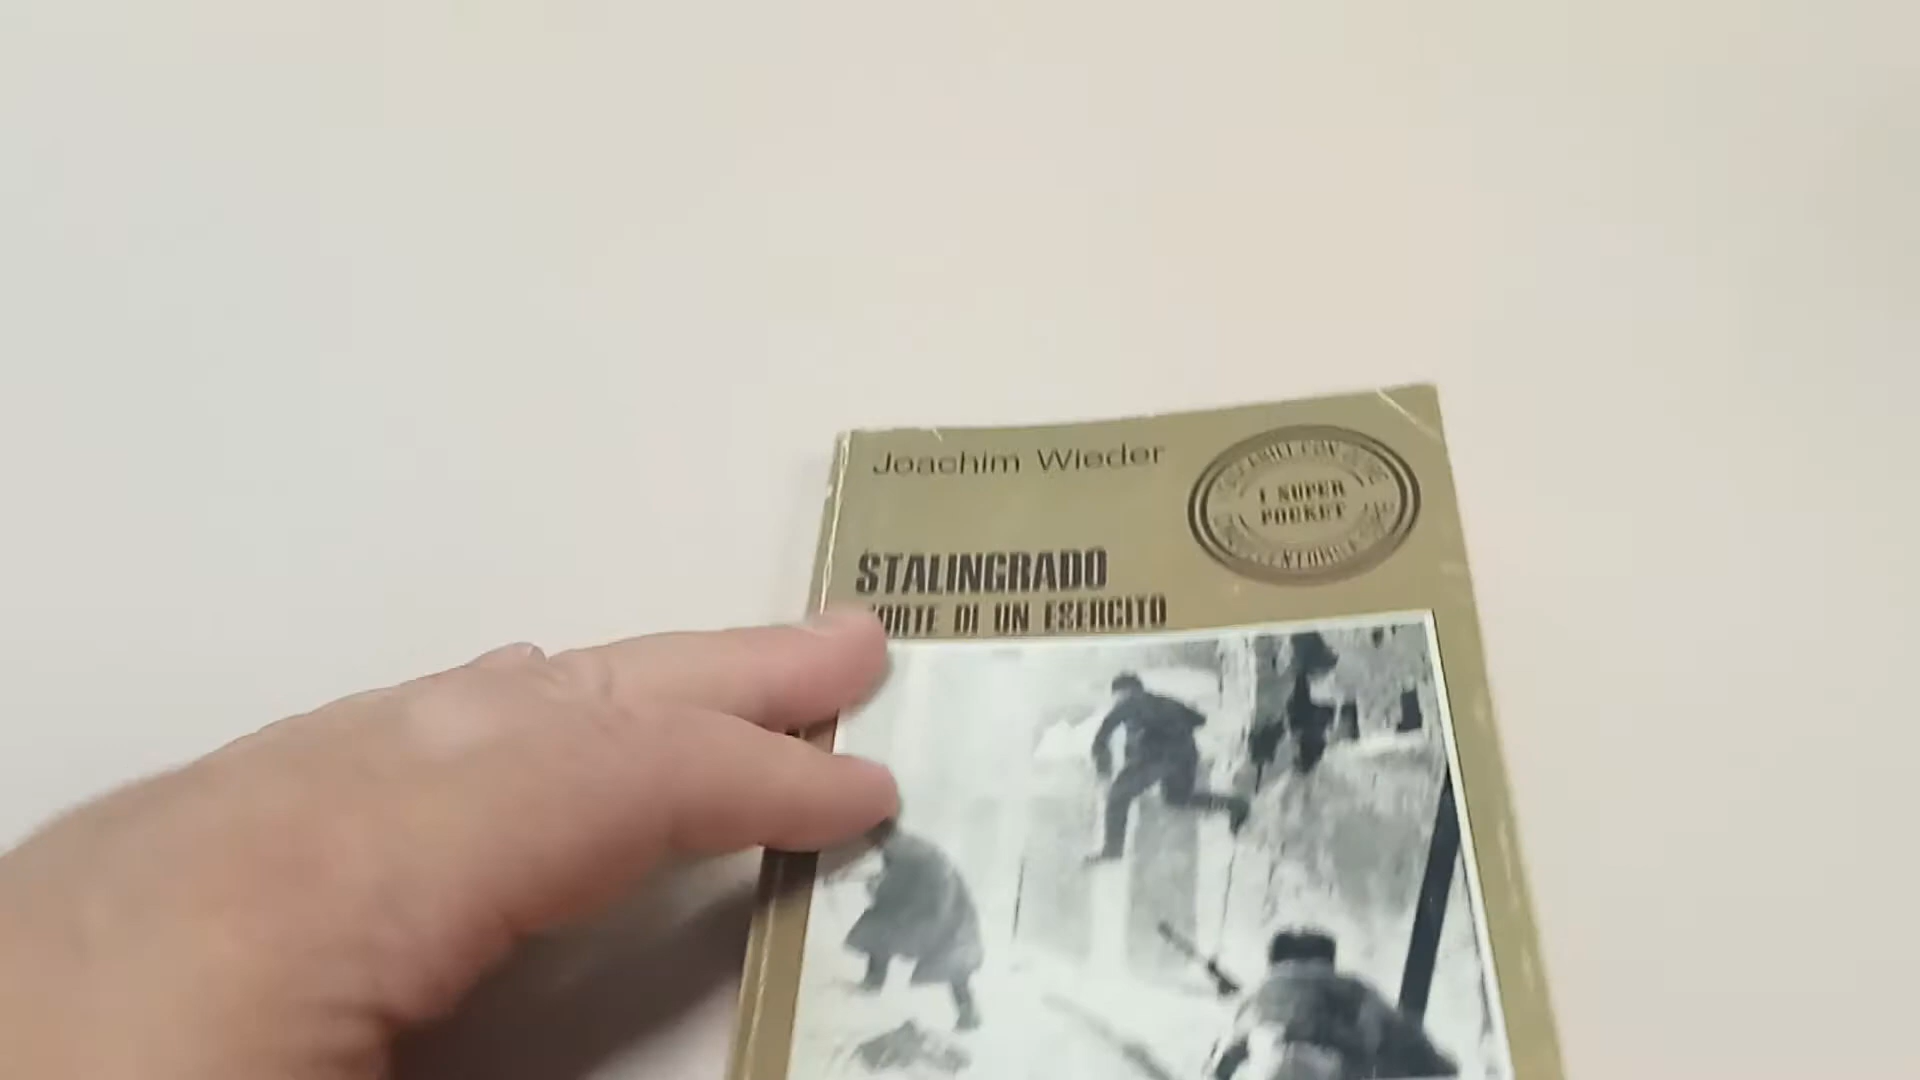 Joachim Wieder
I SUPER
POCKET
STALINGRADO
ORTE DI UN ESERCITO